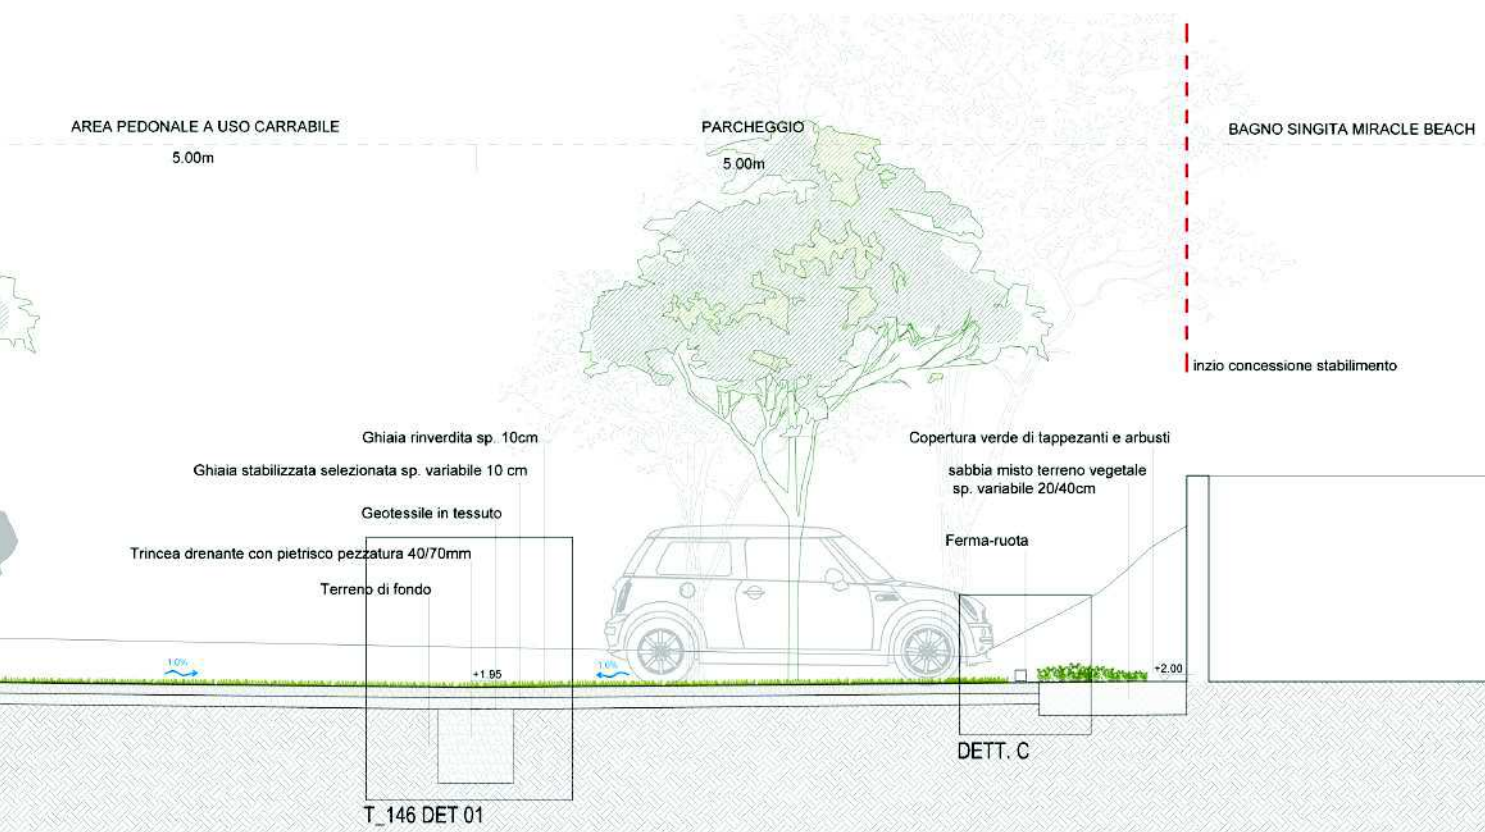 AREA PEDONALE A USO CARRABILE
5.00m
PARCHEGGIO
5.00m
BAGNO SINGITA MIRACLE BEACH
inzio concessione stabilimento
Ghiaia rinverdita sp. 10cm
Ghiaia stabilizzata selezionata sp. variabile 10 cm
Geotessile in tessuto
Trincea drenante con pietrisco pezzatura 40/70mm
Terreno di fondo
Copertura verde di tappezanti e arbusti
sabbia misto terreno vegetale
sp. variabile 20/40cm
Ferma-ruota
1.0%
+1.95
1.0%
+2.00
DETT. C
T_146 DET 01